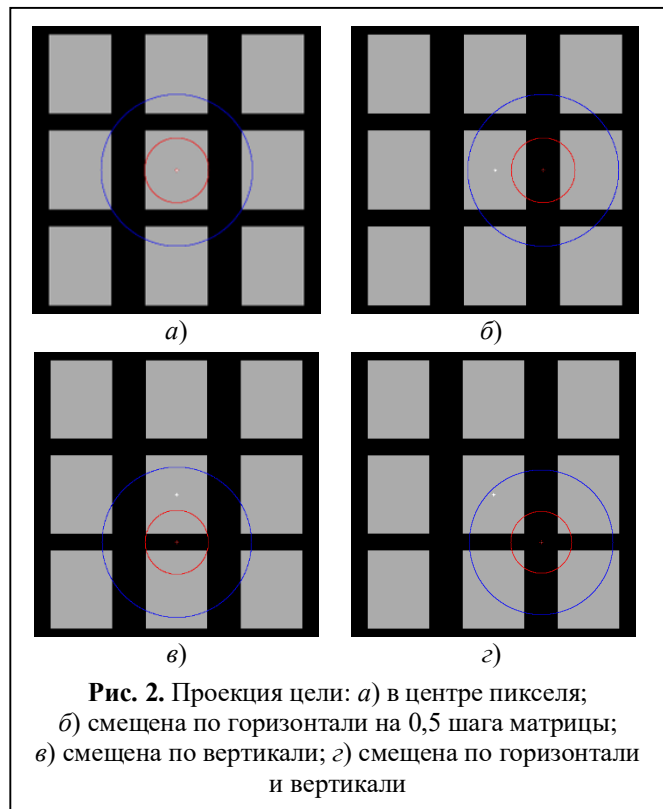 а) б)
в) г)
Рис. 2. Проекция цели: а) в центре пикселя;
б) смещена по горизонтали на 0,5 шага матрицы;
в) смещена по вертикали; г) смещена по горизонтали
и вертикали